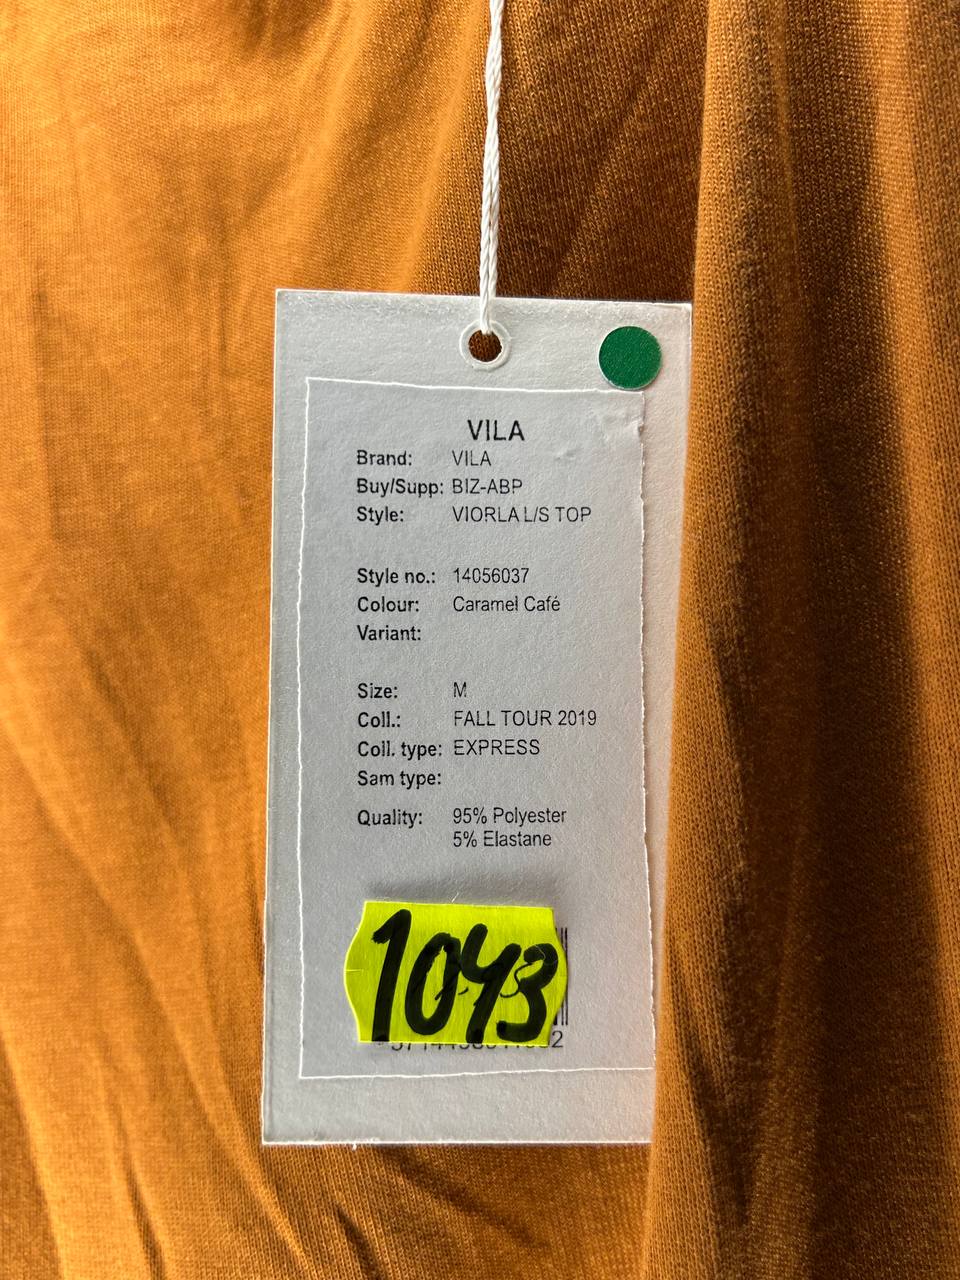 VILA
Brand: VILA
Buy/Supp: BIZ-ABP
Style: VIORLA L/S TOP
Style no.: 14056037
Colour: Caramel Café
Variant:
Size: M
Coll.: FALL TOUR 2019
Coll. type: EXPRESS
Sam type:
Quality: 95% Polyester
5% Elastane
1043